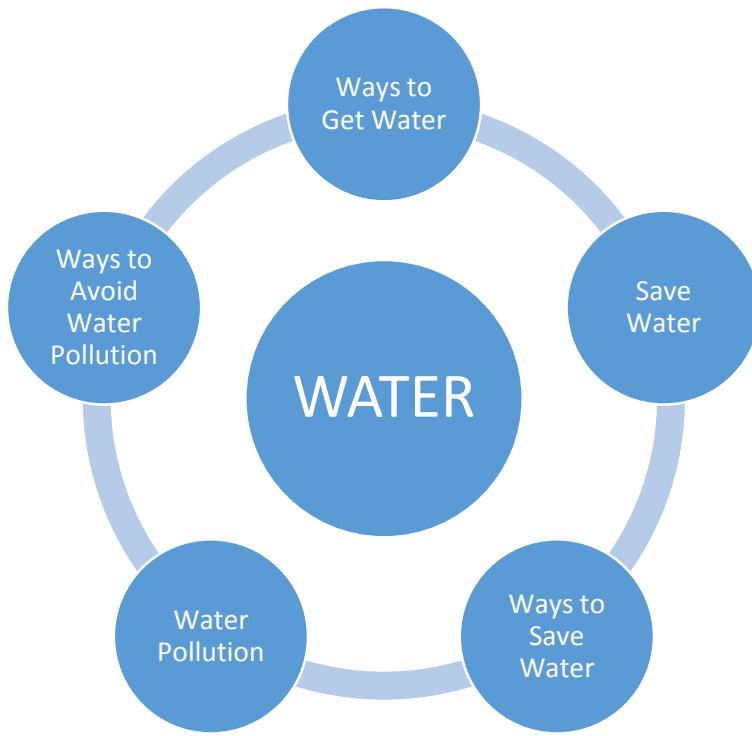 Ways to
Get Water
Save
Water
Ways to
Save
Water
Water
Pollution
Ways to
Avoid
Water
Pollution
WATER